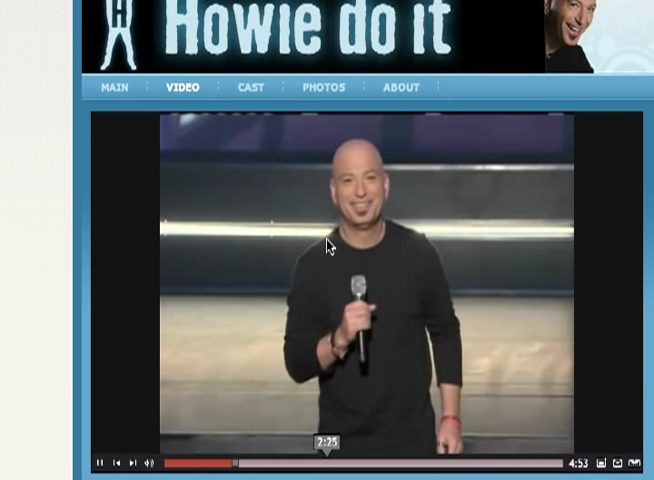 H
Howie do it
MAIN
VIDEO
CAST
PHOTOS
ABOUT
2:25
4:53